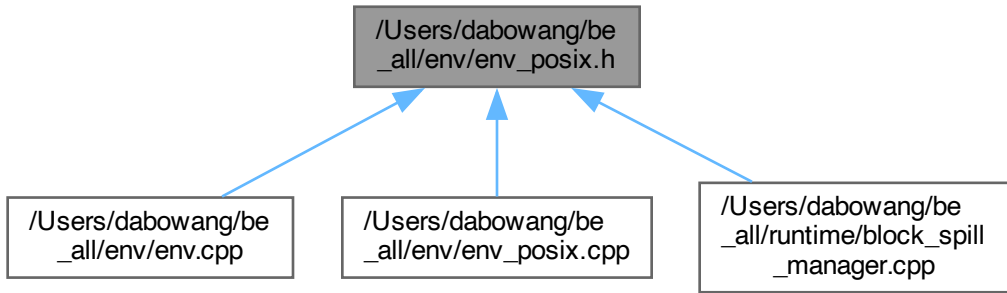 /Users/dabowang/be
_all/env/env_posix.h
/Users/dabowang/be
_all/env/env.cpp
/Users/dabowang/be
_all/env/env_posix.cpp
/Users/dabowang/be
_all/runtime/block_spill
_manager.cpp